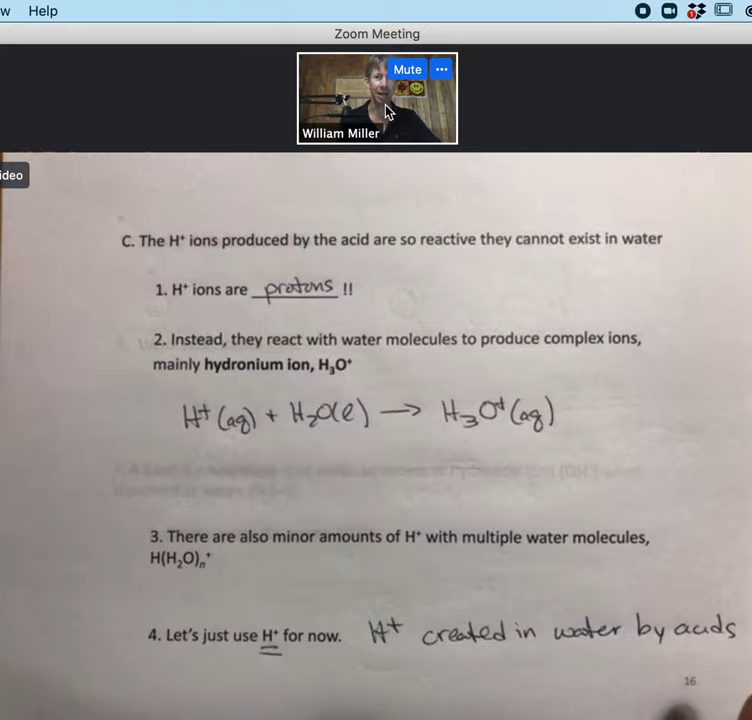 w Help
Zoom Meeting
Mute ...
William Miller
ideo
C. The H⁺ ions produced by the acid are so reactive they cannot exist in water
1. H⁺ ions are protons !!
2. Instead, they react with water molecules to produce complex ions,
mainly hydronium ion, H₃O⁺
H⁺(aq) + H₂O(l) → H₃O⁺(aq)
3. There are also minor amounts of H⁺ with multiple water molecules,
H(H₂O)ₙ⁺
4. Let's just use H⁺ for now. H⁺ created in water by acids
16